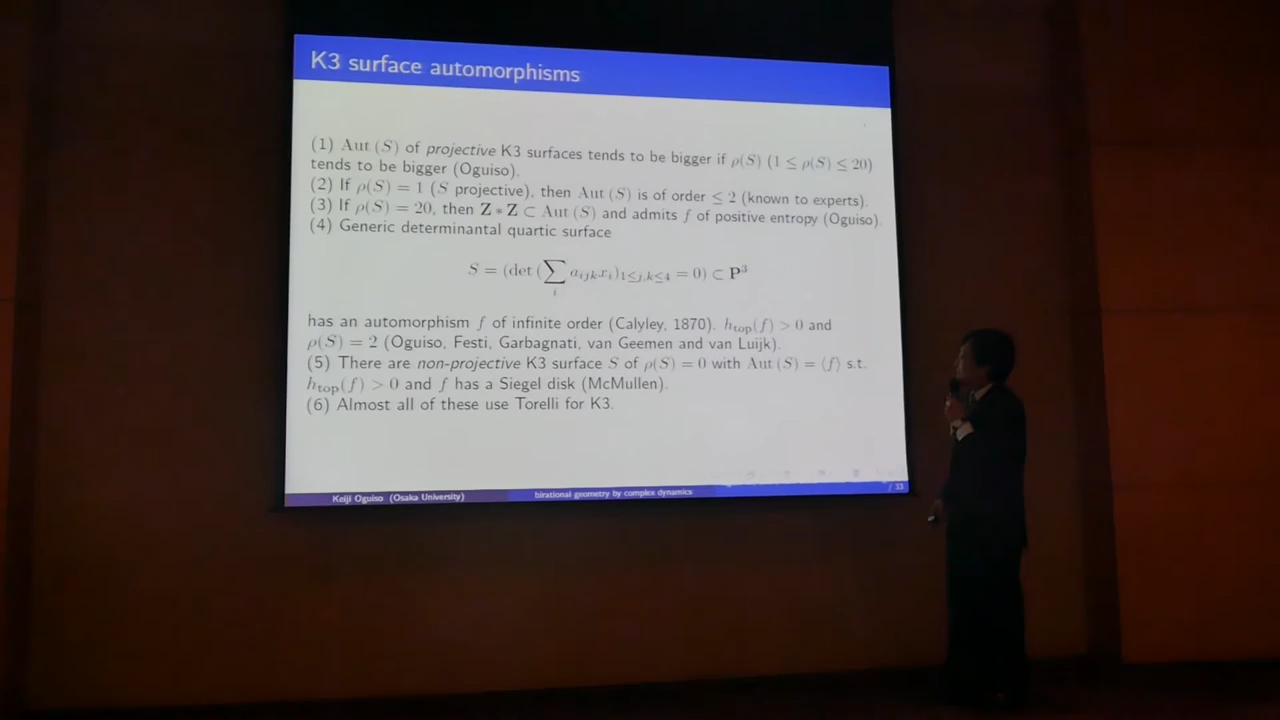 K3 surface automorphisms
(1) Aut (S) of projective K3 surfaces tends to be bigger if ρ(S) (1 ≤ ρ(S) ≤ 20)
tends to be bigger (Oguiso).
(2) If ρ(S) = 1 (S projective), then Aut (S) is of order ≤ 2 (known to experts).
(3) If ρ(S) = 20, then Z * Z ⊂ Aut (S) and admits f of positive entropy (Oguiso).
(4) Generic determinantal quartic surface
S = (det (∑_i a_{ijk}x_i)_{1≤j,k≤4} = 0) ⊂ P^3
has an automorphism f of infinite order (Calyley, 1870). h_top(f) > 0 and
ρ(S) = 2 (Oguiso, Festi, Garbagnati, van Geemen and van Luijk).
(5) There are non-projective K3 surface S of ρ(S) = 0 with Aut (S) = ⟨f⟩ s.t.
h_top(f) > 0 and f has a Siegel disk (McMullen).
(6) Almost all of these use Torelli for K3.
Keiji Oguiso (Osaka University) birational geometry by complex dynamics / 33